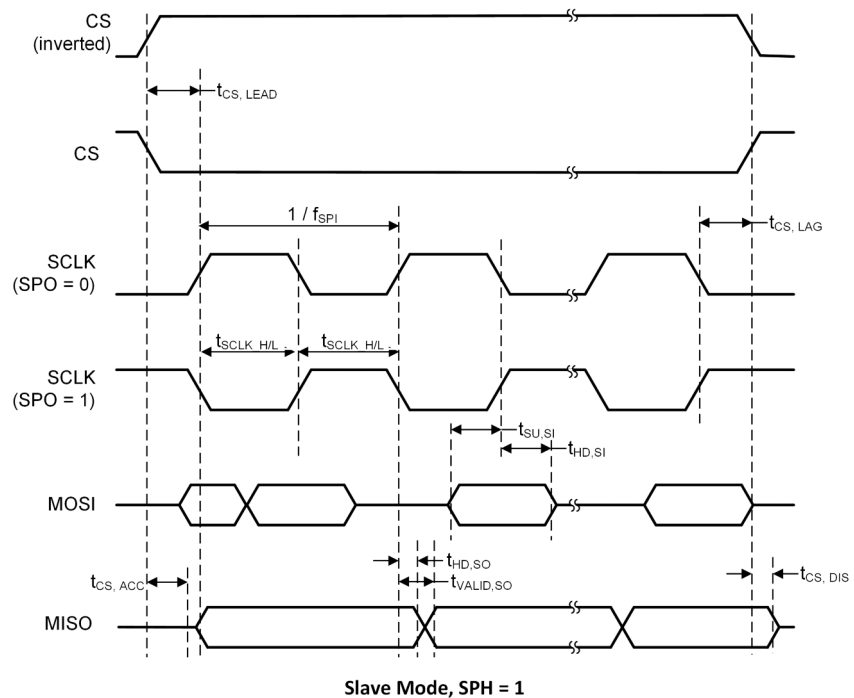 CS
(inverted)
tCS, LEAD
CS
1 / fSPI
tCS, LAG
SCLK
(SPO = 0)
tSCLK_H/L
tSCLK_H/L
SCLK
(SPO = 1)
tSU,SI
tHD,SI
MOSI
tHD,SO
tVALID,SO
tCS, ACC
tCS, DIS
MISO
Slave Mode, SPH = 1